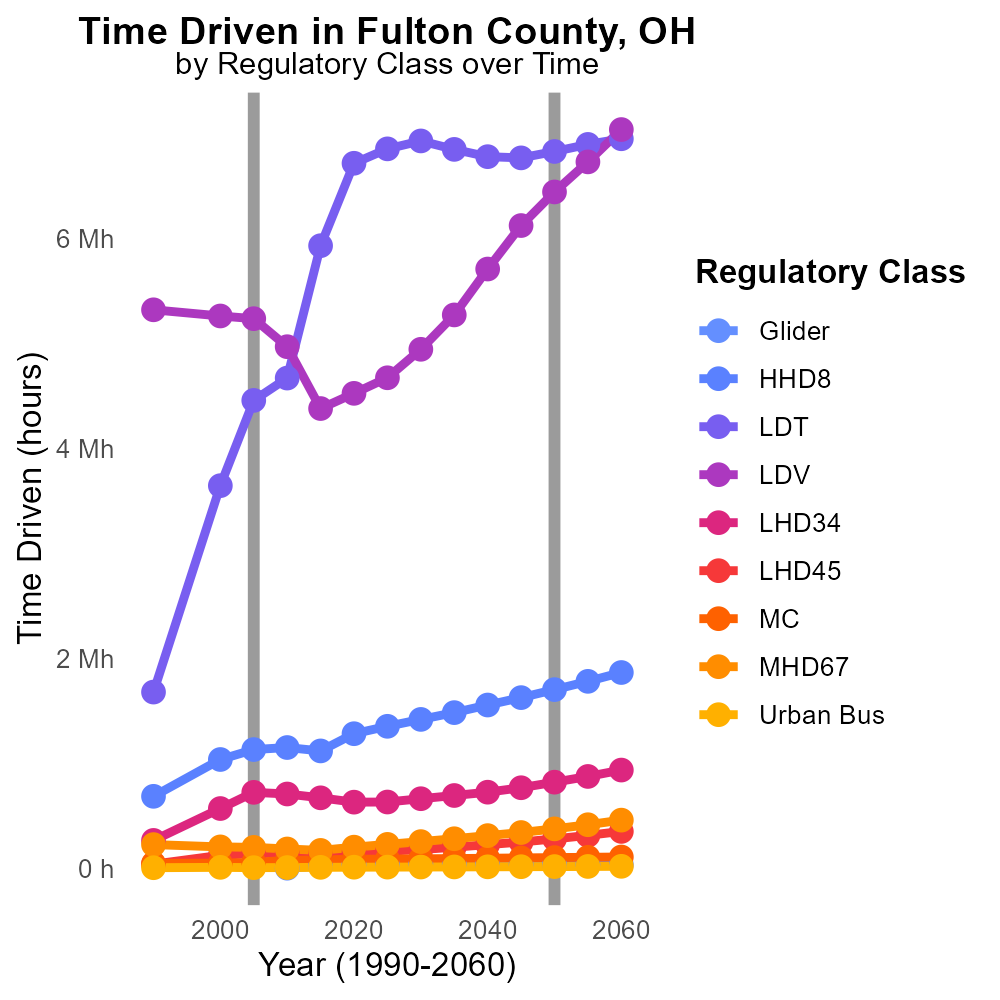 Time Driven in Fulton County, OH
by Regulatory Class over Time
Time Driven (hours)
6 Mh
4 Mh
2 Mh
0 h
2000 2020 2040 2060
Year (1990-2060)
Regulatory Class
Glider
HHD8
LDT
LDV
LHD34
LHD45
MC
MHD67
Urban Bus